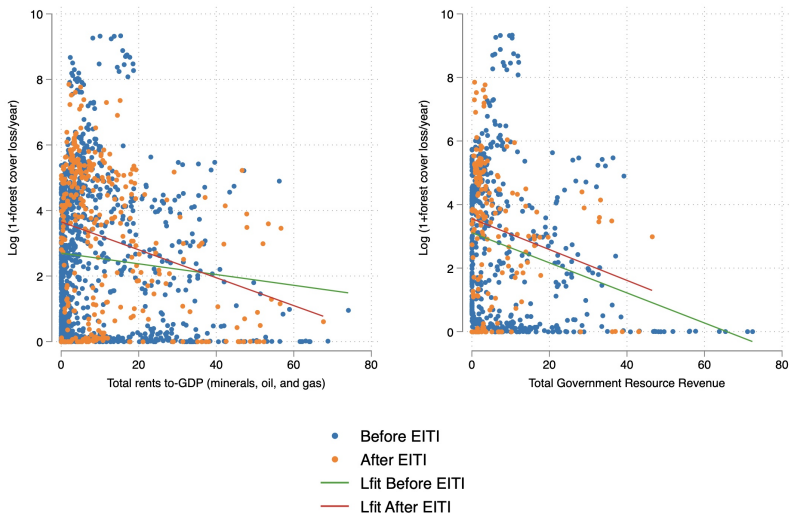 Log (1+forest cover loss/year)
10
8
6
4
2
0
0
20
40
60
80
Total rents to-GDP (minerals, oil, and gas)
Log (1+forest cover loss/year)
10
8
6
4
2
0
0
20
40
60
80
Total Government Resource Revenue
Before EITI
After EITI
Lfit Before EITI
Lfit After EITI